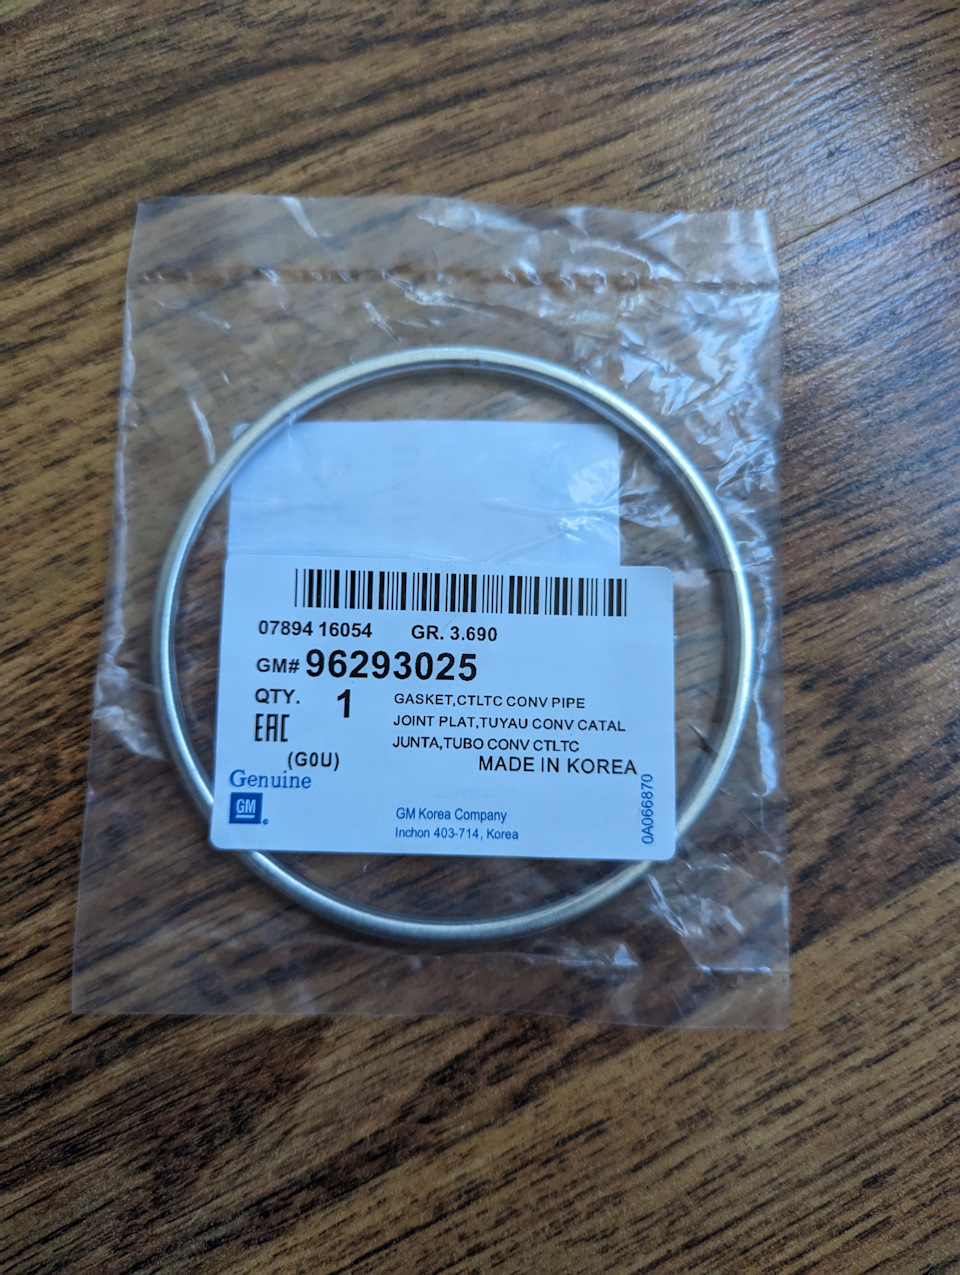 07894 16054 GR. 3.690
GM# 96293025
QTY. 1
GASKET,CTLTC CONV PIPE
JOINT PLAT,TUYAU CONV CATAL
JUNTA,TUBO CONV CTLTC
EAC
(G0U)
MADE IN KOREA
Genuine
GM
GM Korea Company
Inchon 403-714, Korea
0A066870